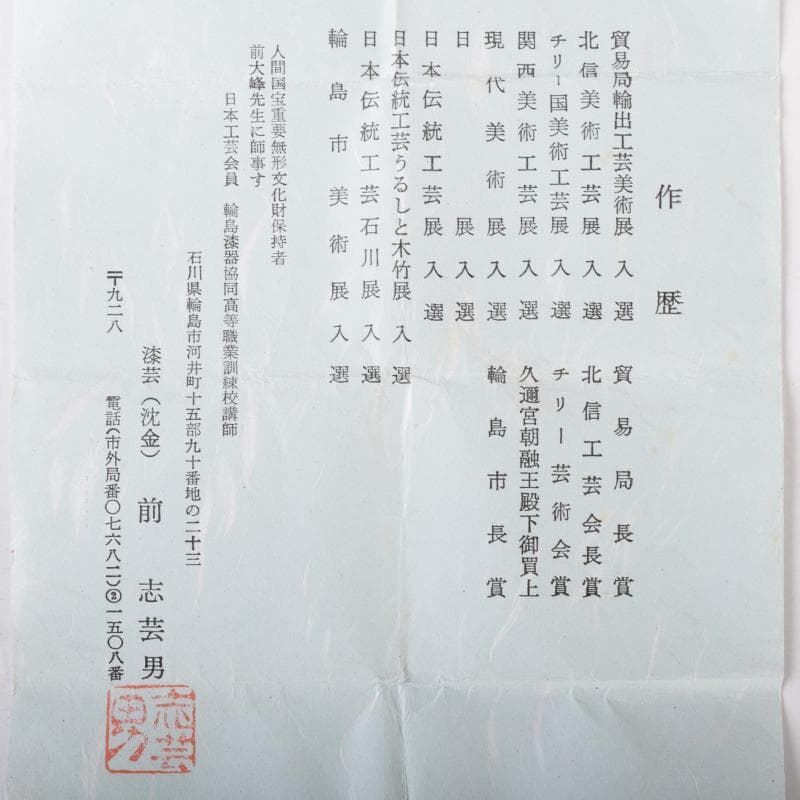 作歴
貿易局輸出工芸美術展入選 貿易局長賞
北信美術工芸展入選 北信工芸会長賞
チリー国美術工芸展入選 チリー芸術会賞
関西美術工芸展入選 久邇宮朝融王殿下御買上
現代美術展入選 輪島市長賞
日展入選
日本伝統工芸展入選
日本伝統工芸うるしと木竹展入選
日本伝統工芸石川展入選
輪島市美術展入選
人間国宝重要無形文化財保持者
前大峰先生に師事す
日本工芸会員 輪島漆器協同高等職業訓練校講師
石川県輪島市河井町十五部九十番地の二十三
漆芸(沈金) 前志芸男
〒九二八 電話(市外局番〇七六八二)②一五〇八番
志芸男